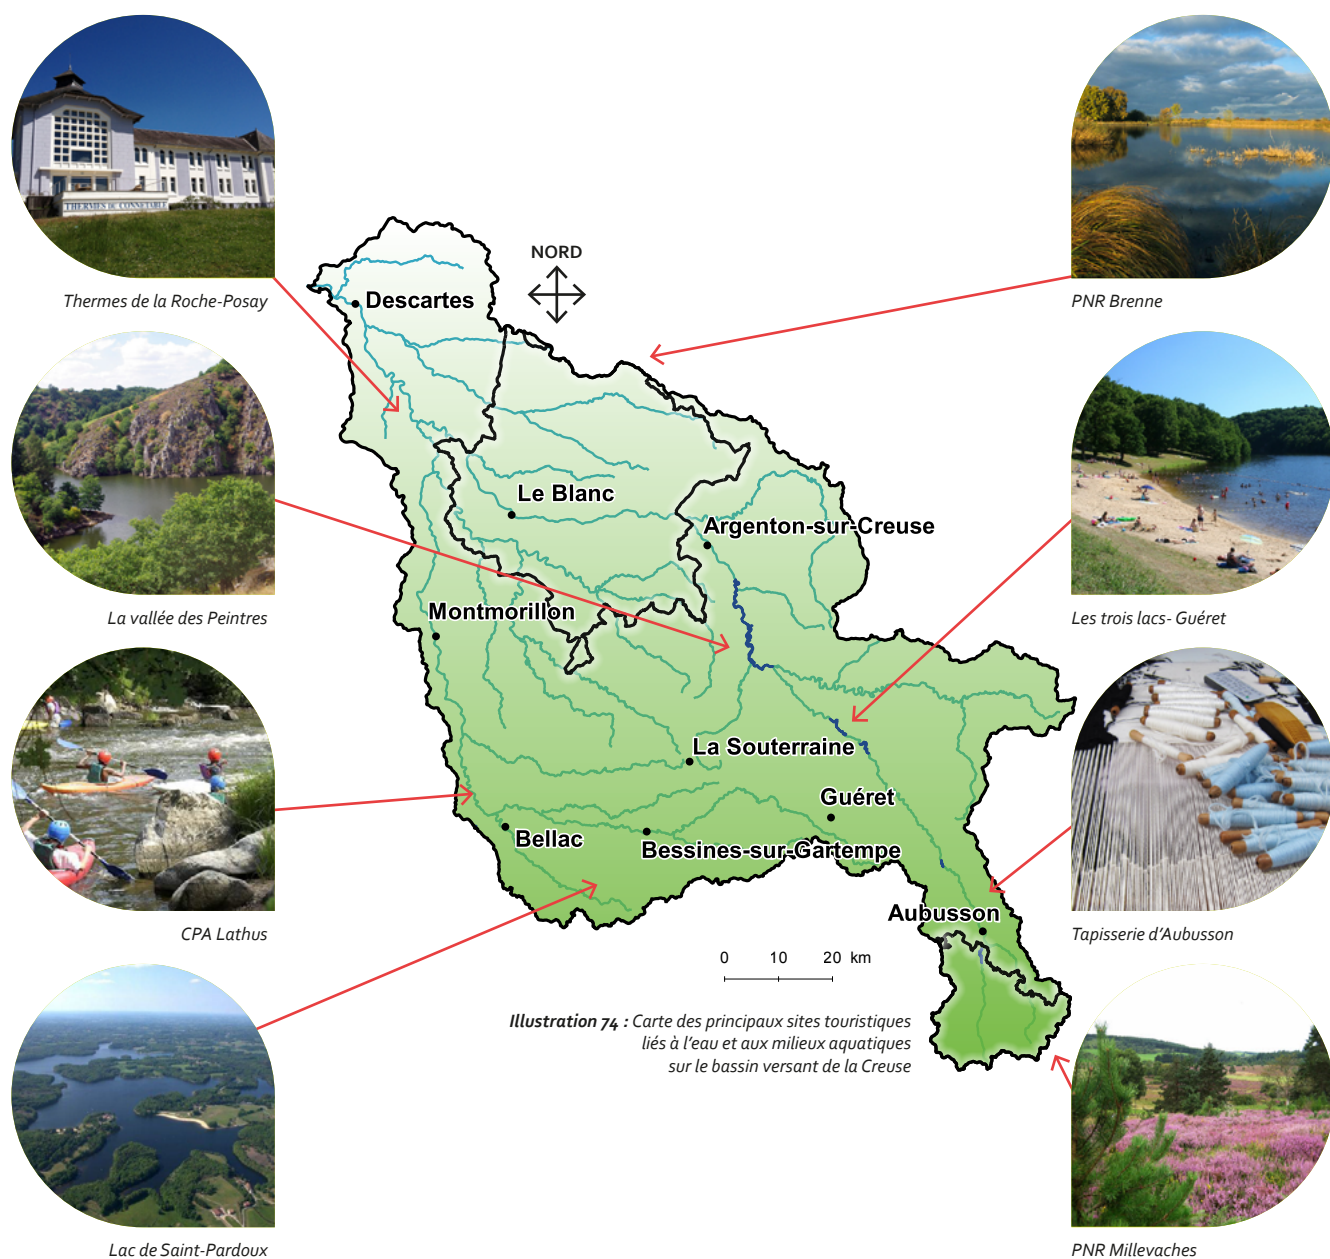 THERMES DU CONNETABLE
Thermes de la Roche-Posay
PNR Brenne
NORD
Descartes
La vallée des Peintres
Les trois lacs- Guéret
Le Blanc
Argenton-sur-Creuse
Montmorillon
La Souterraine
Guéret
Bellac
Bessines-sur-Gartempe
Aubusson
CPA Lathus
Tapisserie d'Aubusson
0 10 20 km
Illustration 74 : Carte des principaux sites touristiques
liés à l'eau et aux milieux aquatiques
sur le bassin versant de la Creuse
Lac de Saint-Pardoux
PNR Millevaches